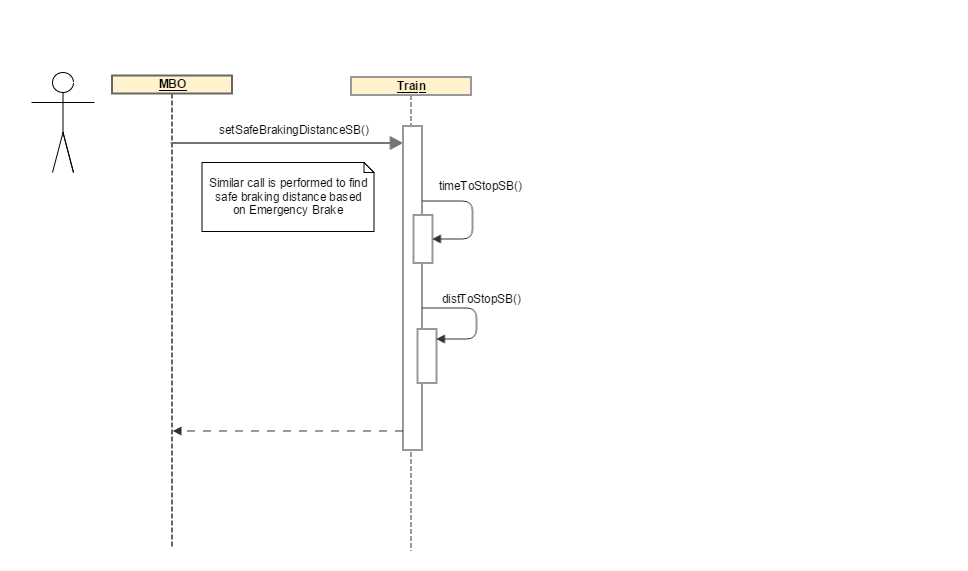 MBO
Train
setSafeBrakingDistanceSB()
Similar call is performed to find
safe braking distance based
on Emergency Brake
timeToStopSB()
distToStopSB()